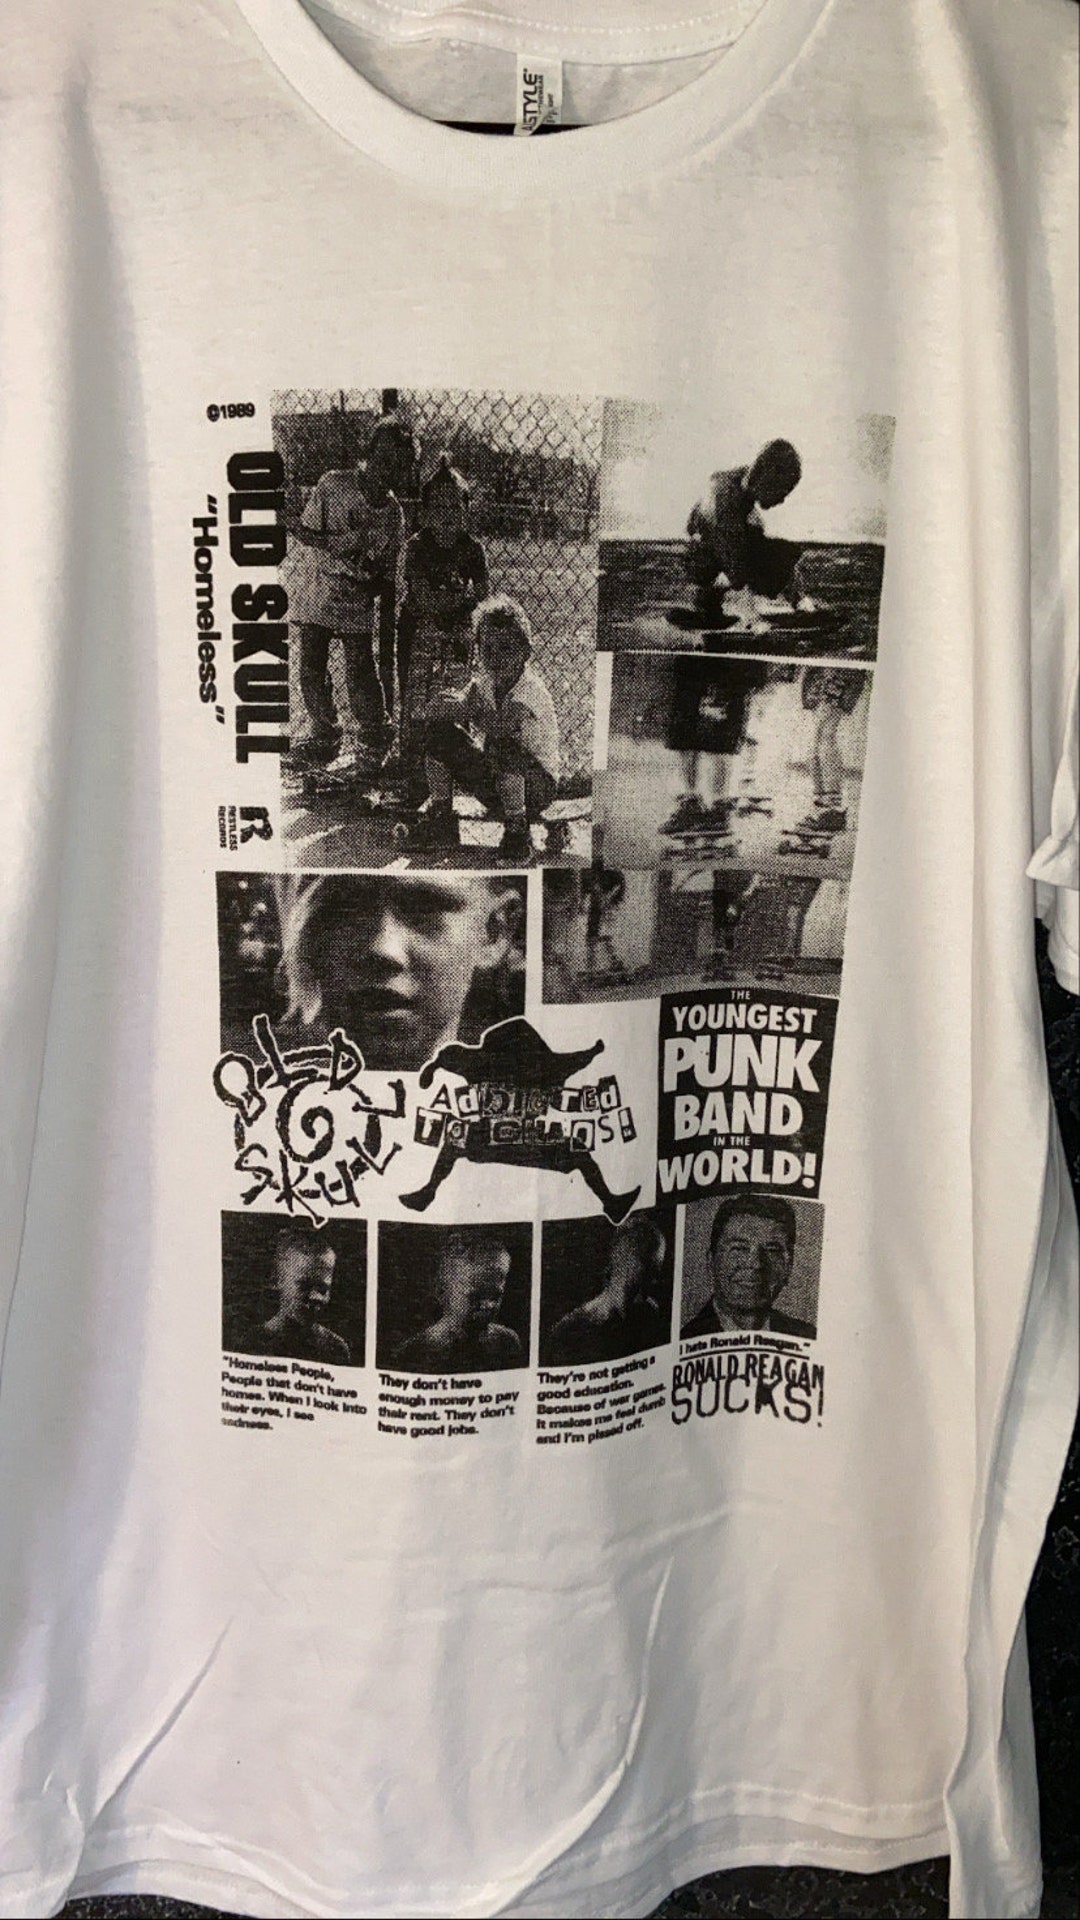 ASTYLE
©1989
OLD SKULL
"Homeless"
R
RESTLESS
RECORDS
OLD
SKULL
ADDICTED
TO CHAOS!
THE
YOUNGEST
PUNK
BAND
IN THE
WORLD!
"Homeless People,
People that don't have
homes. When I look into
their eyes, I see
sadness.
They don't have
enough money to pay
their rent. They don't
have good jobs.
They're not getting a
good education.
Because of war games.
It makes me feel dumb
and I'm pissed off.
I hate Ronald Reagan."
RONALD REAGAN
SUCKS!